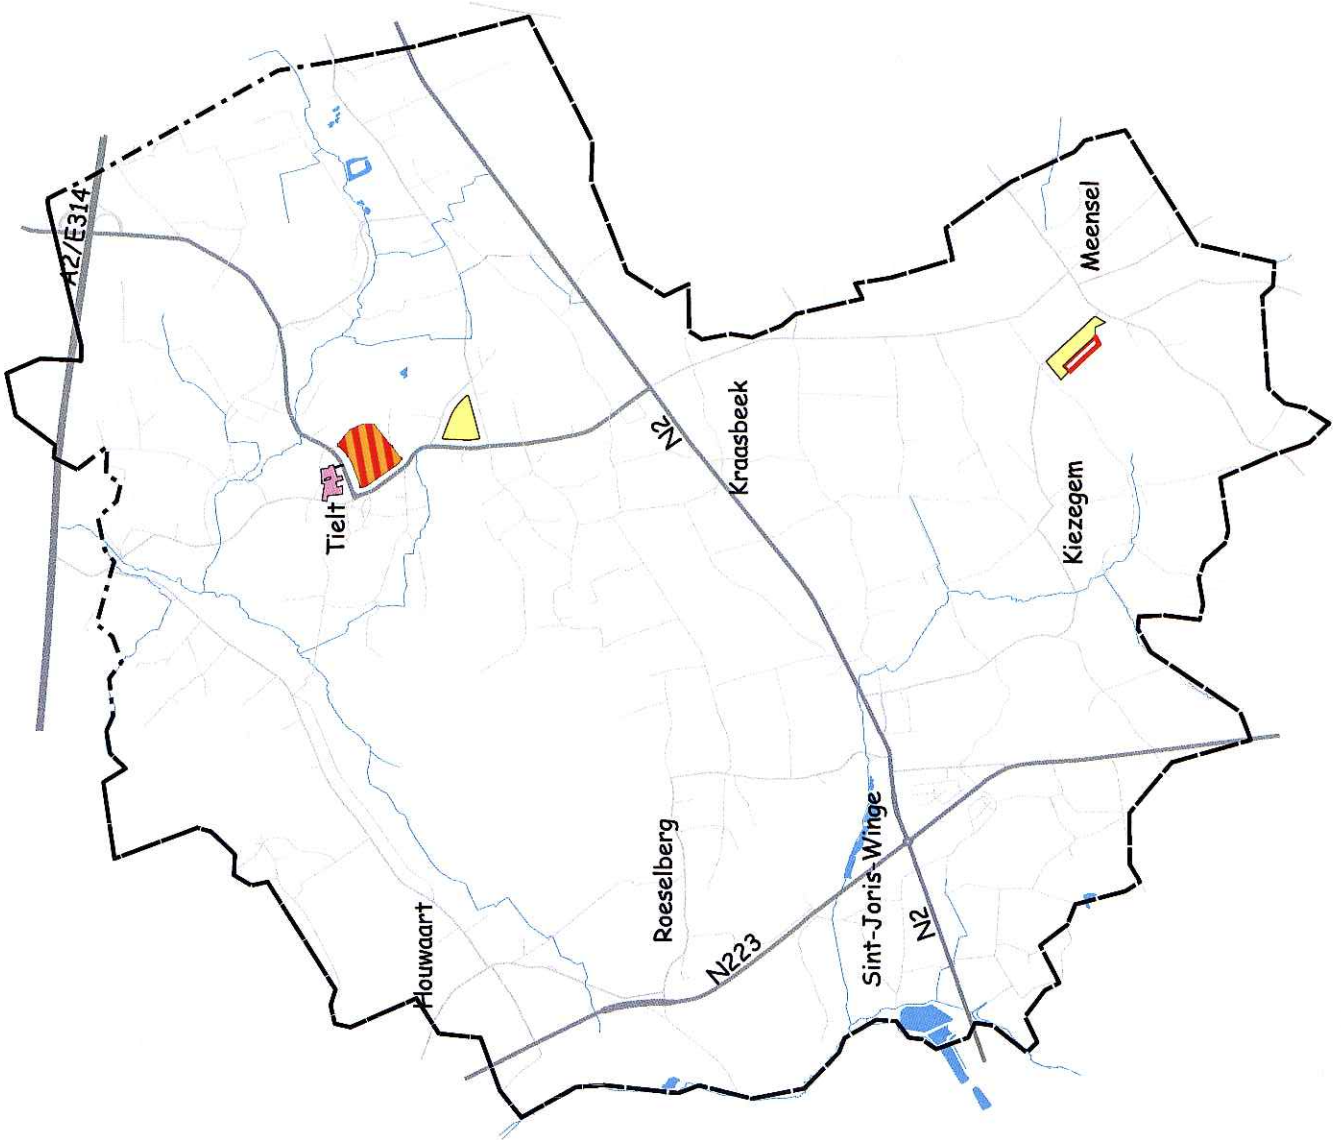 A2/E314
Tielt
N2
Kraasbeek
Meensel
Kiezegem
Roeselberg
Houwaart
N223
Sint-Joris-Winge
N2